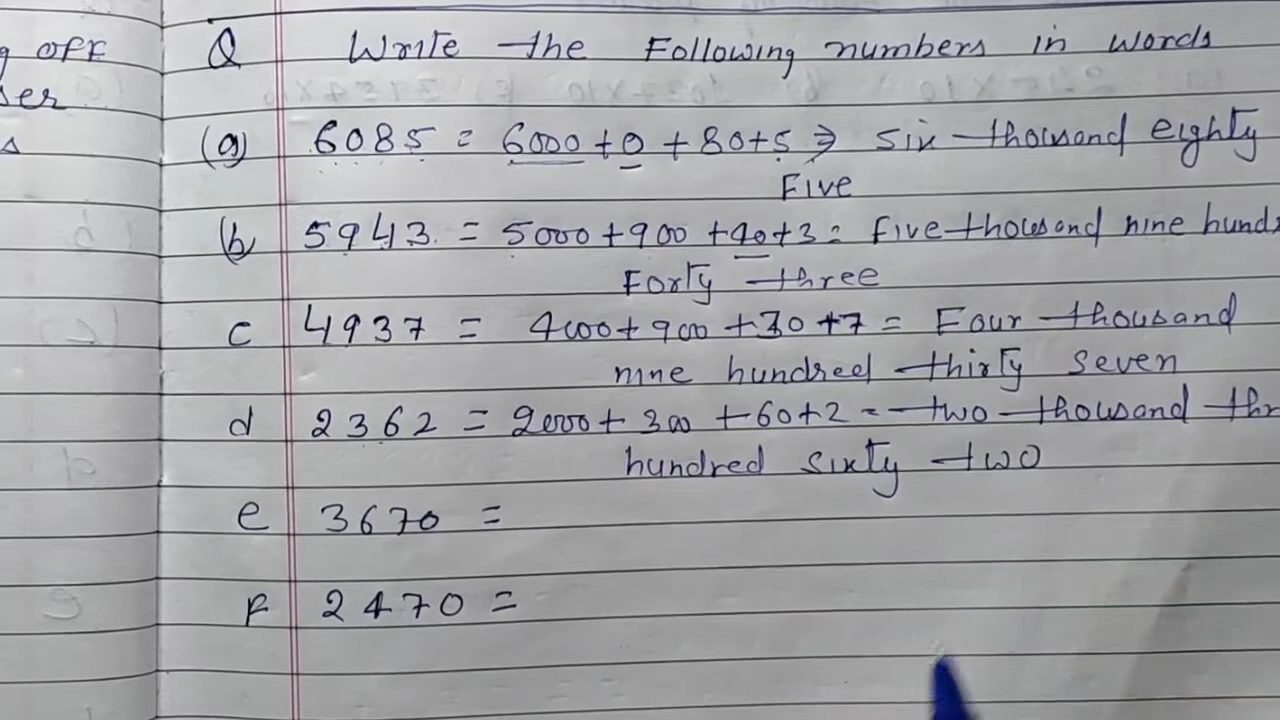 g off
Q Write the Following numbers in words
(a) 6085 = 6000 + 0 + 80 + 5 ⇒ Six thousand eighty
Five
(b) 5943 = 5000 + 900 + 40 + 3 = five thousand nine hund
Forty three
c 4937 = 4000 + 900 + 30 + 7 = Four thousand
nine hundred thirty seven
d 2362 = 2000 + 300 + 60 + 2 = two thousand thr
hundred sixty two
e 3670 =
F 2470 =